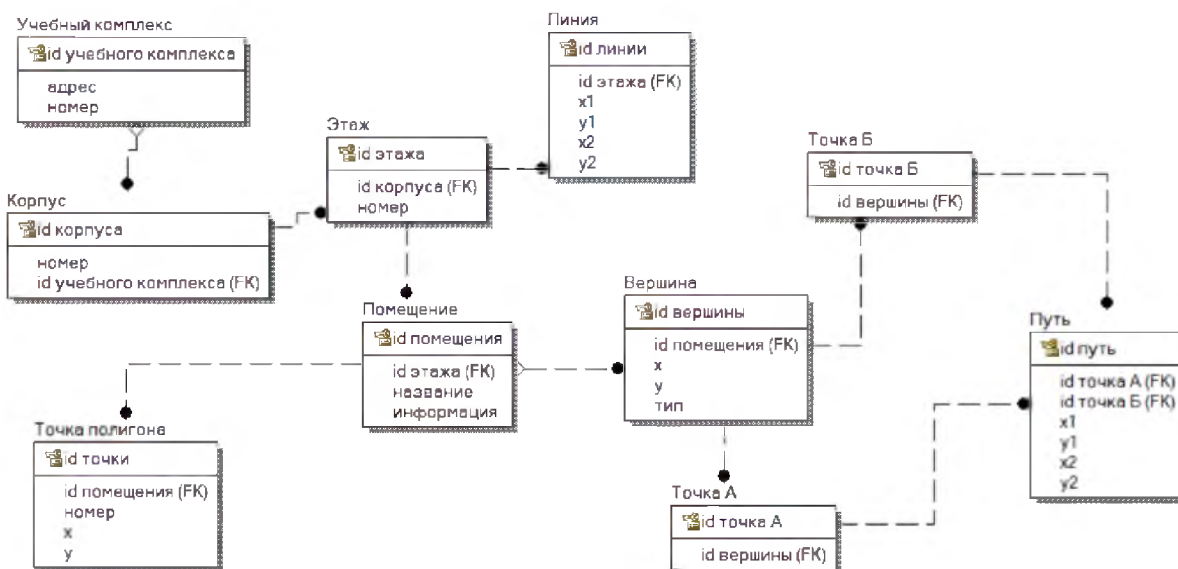 Учебный комплекс
id учебного комплекса
адрес
номер
Корпус
id корпуса
номер
id учебного комплекса (FK)
Этаж
id этажа
id корпуса (FK)
номер
Линия
id линии
id этажа (FK)
x1
y1
x2
y2
Помещение
id помещения
id этажа (FK)
название
информация
Точка полигона
id точки
id помещения (FK)
номер
x
y
Вершина
id вершины
id помещения (FK)
x
y
тип
Точка Б
id точка Б
id вершины (FK)
Точка А
id точка А
id вершины (FK)
Путь
id путь
id точка А (FK)
id точка Б (FK)
x1
y1
x2
y2